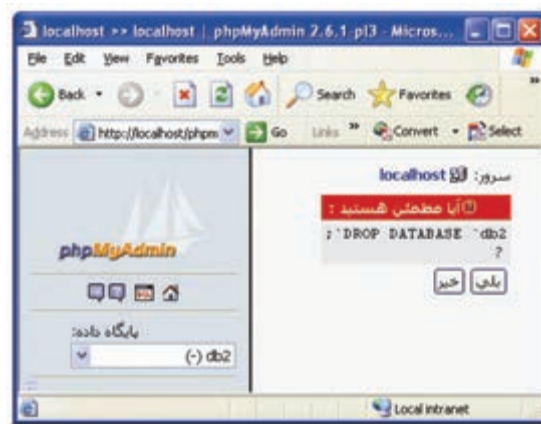 localhost >> localhost | phpMyAdmin 2.6.1-pl3 - Micros...
File Edit View Favorites Tools Help
Back Search Favorites
Address http://localhost/phpm Go Links » Convert Select
سرور: localhost
آیا مطمئن هستید :
DROP DATABASE `db2` ;
?
بلی خیر
phpMyAdmin
پایگاه داده:
db2 (-)
Local intranet